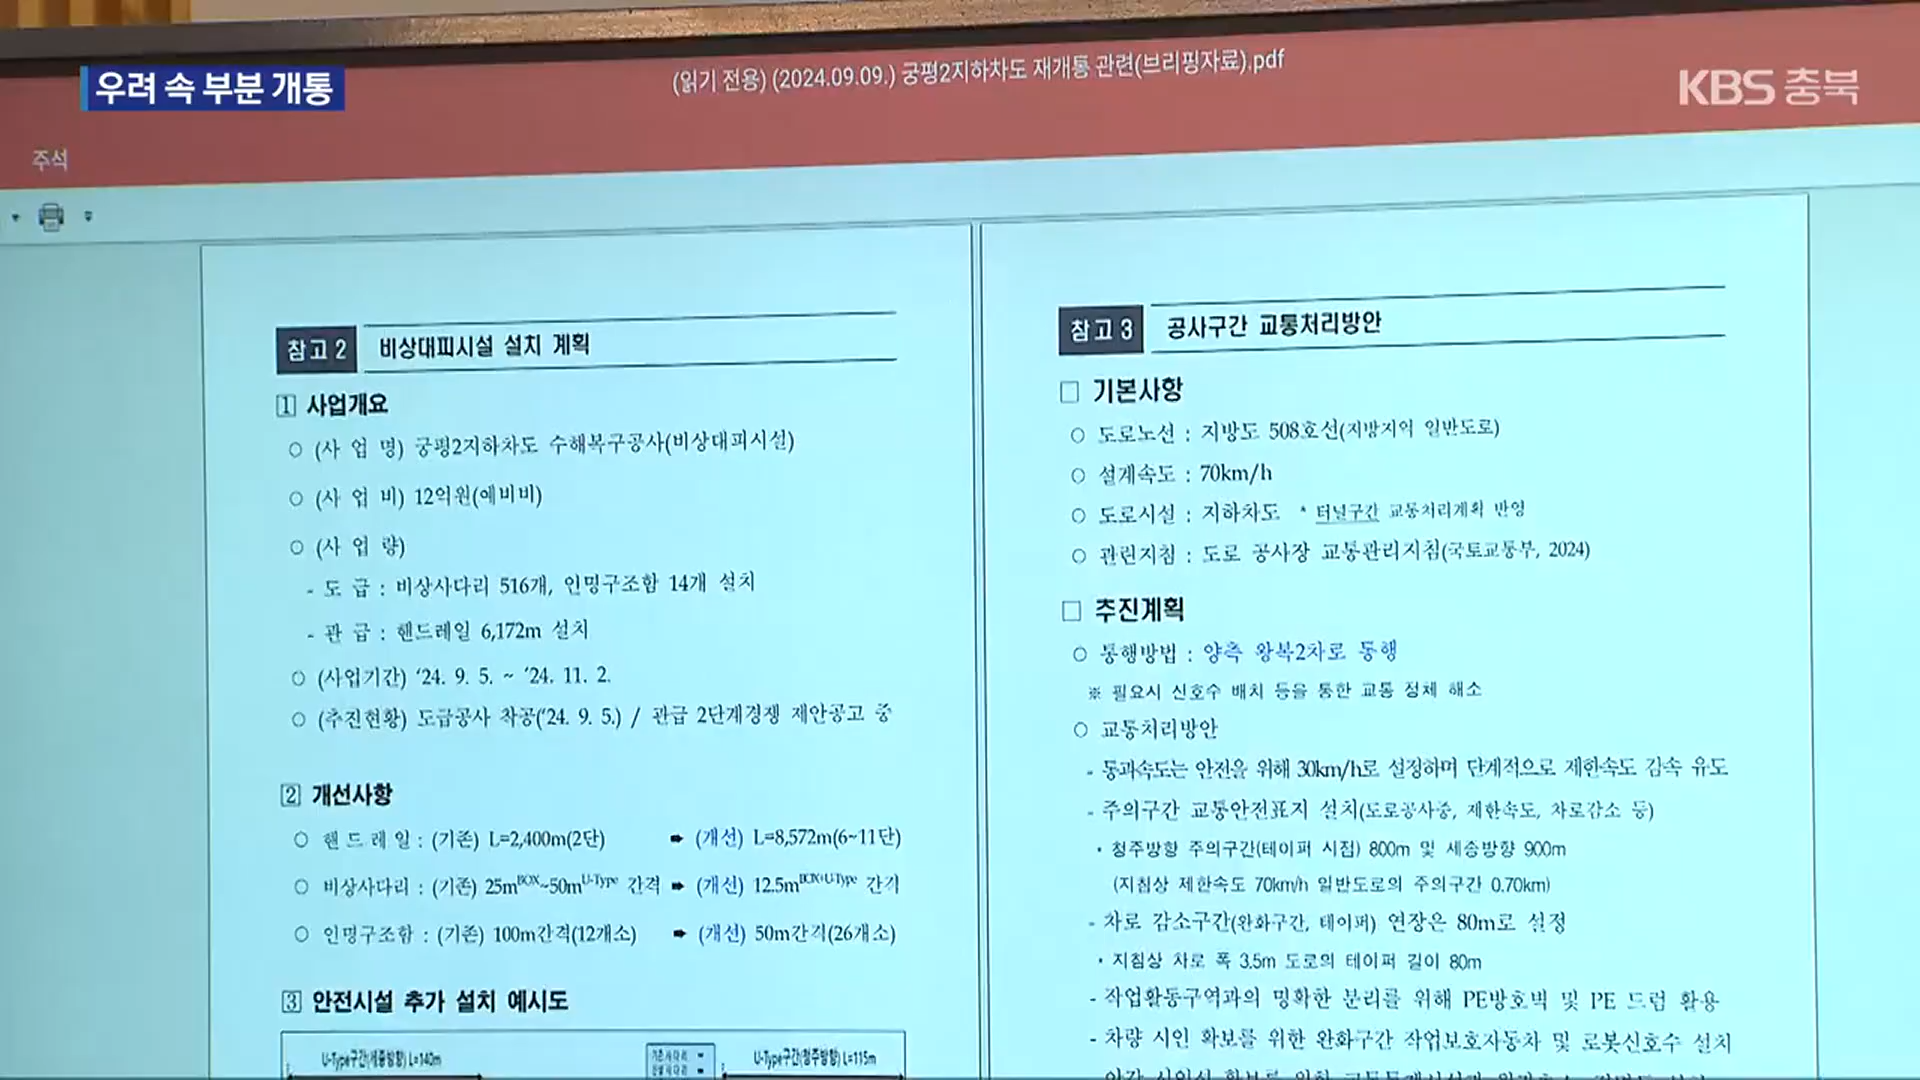 우려 속 부분 개통
(읽기 전용) (2024.09.09.) 궁평2지하차도 재개통 관련(브리핑자료).pdf
KBS 충북
주석
참고 2 비상대피시설 설치 계획
1 사업개요
○ (사 업 명) 궁평2지하차도 수해복구공사(비상대피시설)
○ (사 업 비) 12억원(예비비)
○ (사 업 량)
- 도 급 : 비상사다리 516개, 인명구조함 14개 설치
- 관 급 : 핸드레일 6,172m 설치
○ (사업기간) '24. 9. 5. ~ '24. 11. 2.
○ (추진현황) 도급공사 착공('24. 9. 5.) / 관급 2단계경쟁 제안공고 중
2 개선사항
○ 핸 드 레 일 : (기존) L=2,400m(2단) ➨ (개선) L=8,572m(6~11단)
○ 비상사다리 : (기존) 25mBOX~50mU-Type 간격 ➨ (개선) 12.5mBOX+U-Type 간격
○ 인명구조함 : (기존) 100m간격(12개소) ➨ (개선) 50m간격(26개소)
3 안전시설 추가 설치 예시도
U-Type구간(세종방향) L=140m
U-Type구간(청주방향) L=115m
참고 3 공사구간 교통처리방안
□ 기본사항
○ 도로노선 : 지방도 508호선(지방지역 일반도로)
○ 설계속도 : 70km/h
○ 도로시설 : 지하차도 * 터널구간 교통처리계획 반영
○ 관련지침 : 도로 공사장 교통관리지침(국토교통부, 2024)
□ 추진계획
○ 통행방법 : 양측 왕복2차로 통행
※ 필요시 신호수 배치 등을 통한 교통 정체 해소
○ 교통처리방안
- 통과속도는 안전을 위해 30km/h로 설정하며 단계적으로 제한속도 감속 유도
- 주의구간 교통안전표지 설치(도로공사중, 제한속도, 차로감소 등)
· 청주방향 주의구간(테이퍼 시점) 800m 및 세종방향 900m
(지침상 제한속도 70km/h 일반도로의 주의구간 0.70km)
- 차로 감소구간(완화구간, 테이퍼) 연장은 80m로 설정
· 지침상 차로 폭 3.5m 도로의 테이퍼 길이 80m
- 작업활동구역과의 명확한 분리를 위해 PE방호벽 및 PE 드럼 활용
- 차량 시인 확보를 위한 완화구간 작업보호자동차 및 로봇신호수 설치